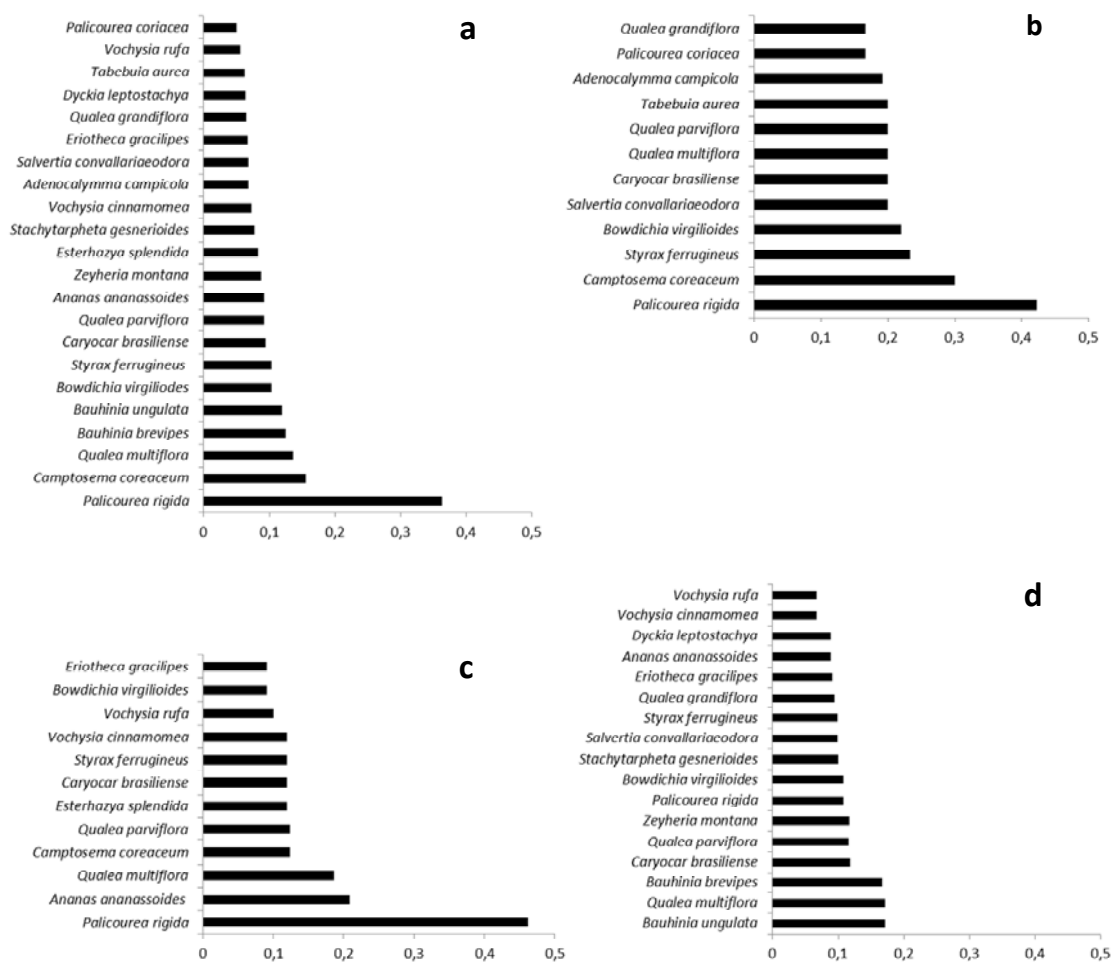 a
Palicourea coriacea
Vochysia rufa
Tabebuia aurea
Dyckia leptostachya
Qualea grandiflora
Eriotheca gracilipes
Salvertia convallariaeodora
Adenocalymma campicola
Vochysia cinnamomea
Stachytarpheta gesnerioides
Esterhazya splendida
Zeyheria montana
Ananas ananassoides
Qualea parviflora
Caryocar brasiliense
Styrax ferrugineus
Bowdichia virgiliodes
Bauhinia ungulata
Bauhinia brevipes
Qualea multiflora
Camptosema coreaceum
Palicourea rigida
0 0,1 0,2 0,3 0,4 0,5
b
Qualea grandiflora
Palicourea coriacea
Adenocalymma campicola
Tabebuia aurea
Qualea parviflora
Qualea multiflora
Caryocar brasiliense
Salvertia convallariaeodora
Bowdichia virgilioides
Styrax ferrugineus
Camptosema coreaceum
Palicourea rigida
0 0,1 0,2 0,3 0,4 0,5
c
Eriotheca gracilipes
Bowdichia virgilioides
Vochysia rufa
Vochysia cinnamomea
Styrax ferrugineus
Caryocar brasiliense
Esterhazya splendida
Qualea parviflora
Camptosema coreaceum
Qualea multiflora
Ananas ananassoides
Palicourea rigida
0 0,1 0,2 0,3 0,4 0,5
d
Vochysia rufa
Vochysia cinnamomea
Dyckia leptostachya
Ananas ananassoides
Eriotheca gracilipes
Qualea grandiflora
Styrax ferrugineus
Salvertia convallariaeodora
Stachytarpheta gesnerioides
Bowdichia virgilioides
Palicourea rigida
Zeyheria montana
Qualea parviflora
Caryocar brasiliense
Bauhinia brevipes
Qualea multiflora
Bauhinia ungulata
0 0,1 0,2 0,3 0,4 0,5